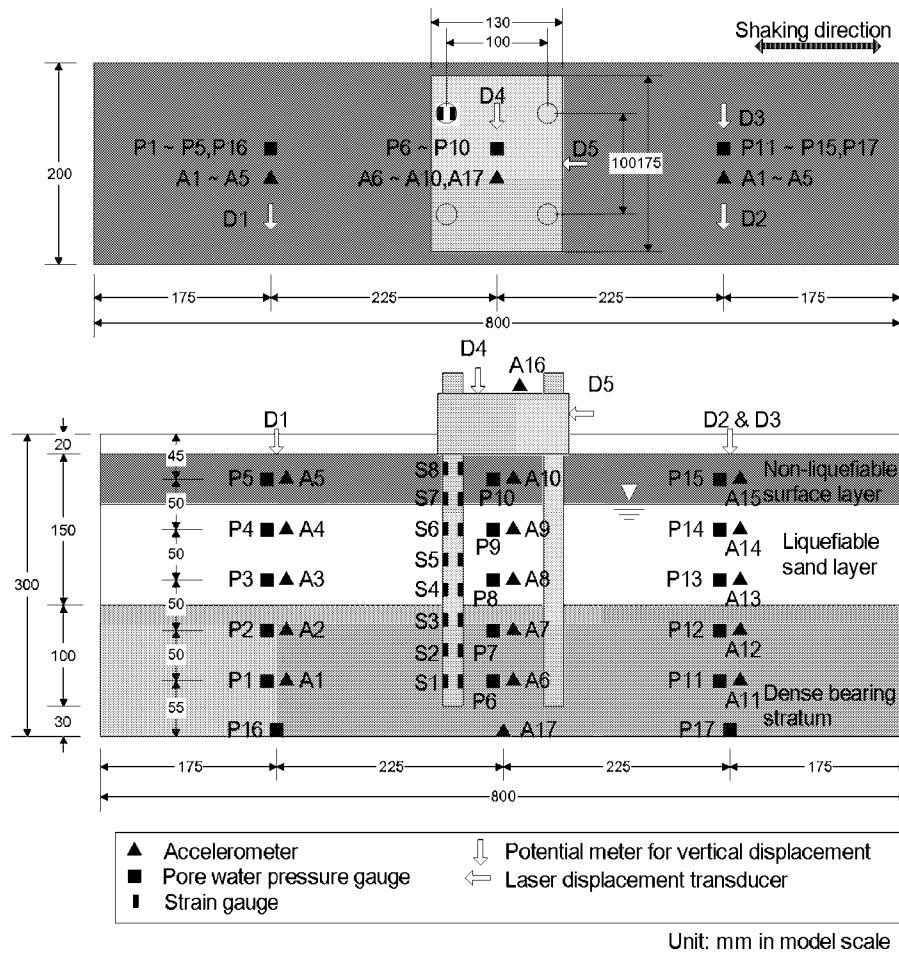 130
100
Shaking direction
D4
D3
P1 ~ P5,P16
P6 ~ P10
D5
P11 ~ P15,P17
200
100
175
A1 ~ A5
A6 ~ A10,A17
A1 ~ A5
D1
D2
175
225
225
175
800
D4
A16
D5
D1
D2 & D3
20
45
S8
Non-liquefiable
surface layer
P5
A5
A10
P15
S7
P10
A15
50
P4
A4
S6
A9
P14
150
P9
A14
Liquefiable
sand layer
50
S5
300
P3
A3
A8
P13
S4
P8
A13
50
S3
P2
A2
A7
P12
100
50
S2
P7
A12
P1
A1
S1
A6
P11
P6
A11
Dense bearing
stratum
55
30
P16
A17
P17
175
225
225
175
800
Accelerometer
Potential meter for vertical displacement
Pore water pressure gauge
Laser displacement transducer
Strain gauge
Unit: mm in model scale